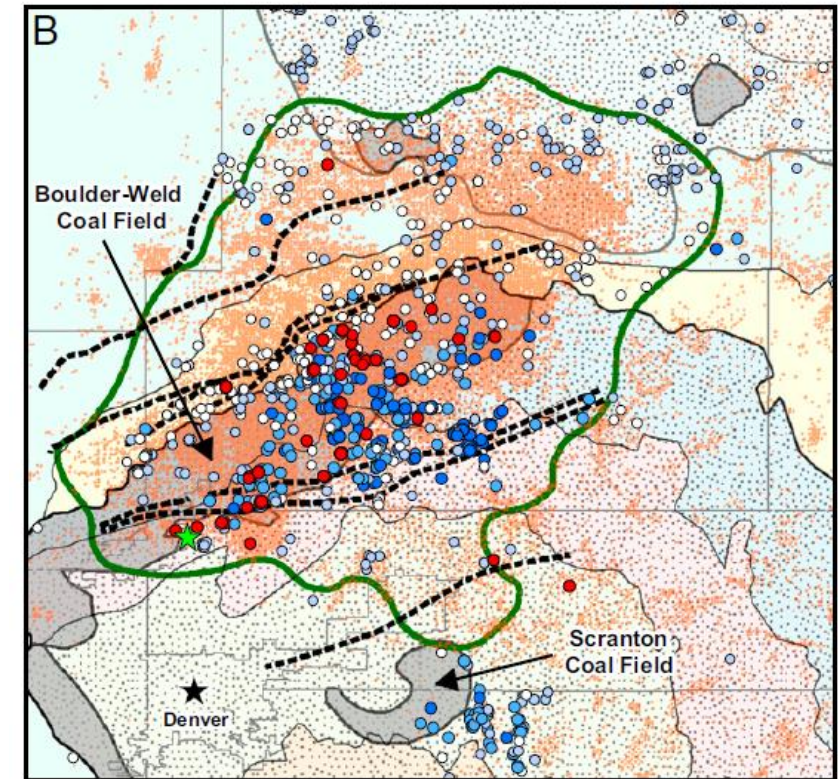 B
Boulder-Weld
Coal Field
Scranton
Coal Field
Denver